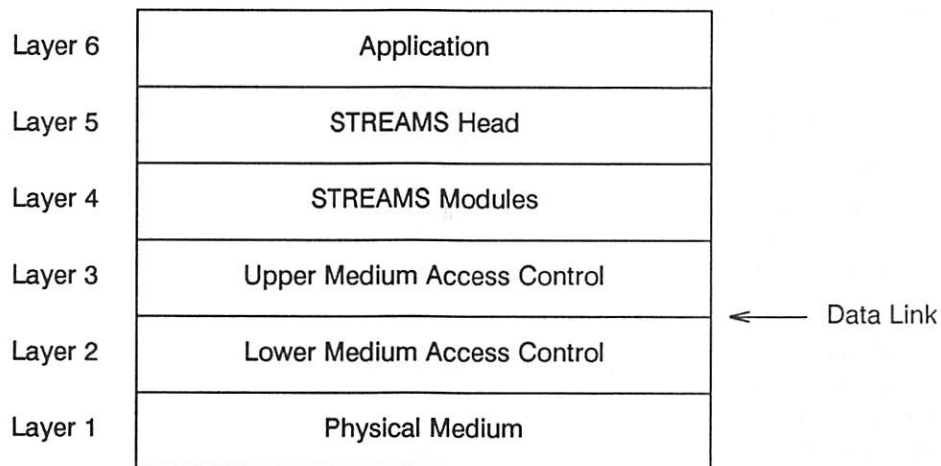 Layer 6 Application
Layer 5 STREAMS Head
Layer 4 STREAMS Modules
Layer 3 Upper Medium Access Control
Data Link
Layer 2 Lower Medium Access Control
Layer 1 Physical Medium